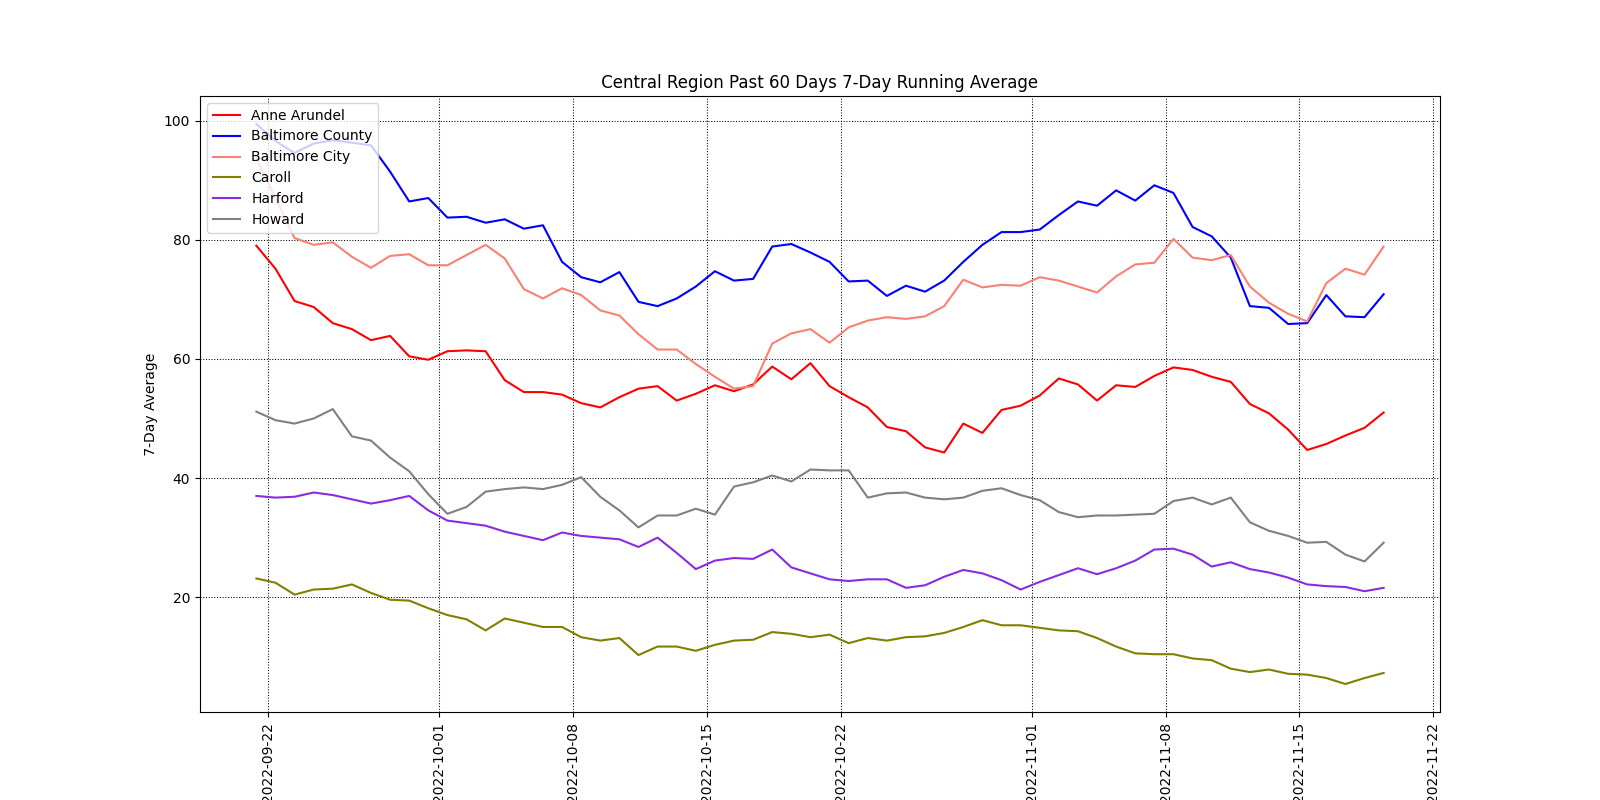 Central Region Past 60 Days 7-Day Running Average
Anne Arundel
Baltimore County
Baltimore City
Caroll
Harford
Howard
100
80
60
40
20
7-Day Average
2022-09-22
2022-10-01
2022-10-08
2022-10-15
2022-10-22
2022-11-01
2022-11-08
2022-11-15
2022-11-22